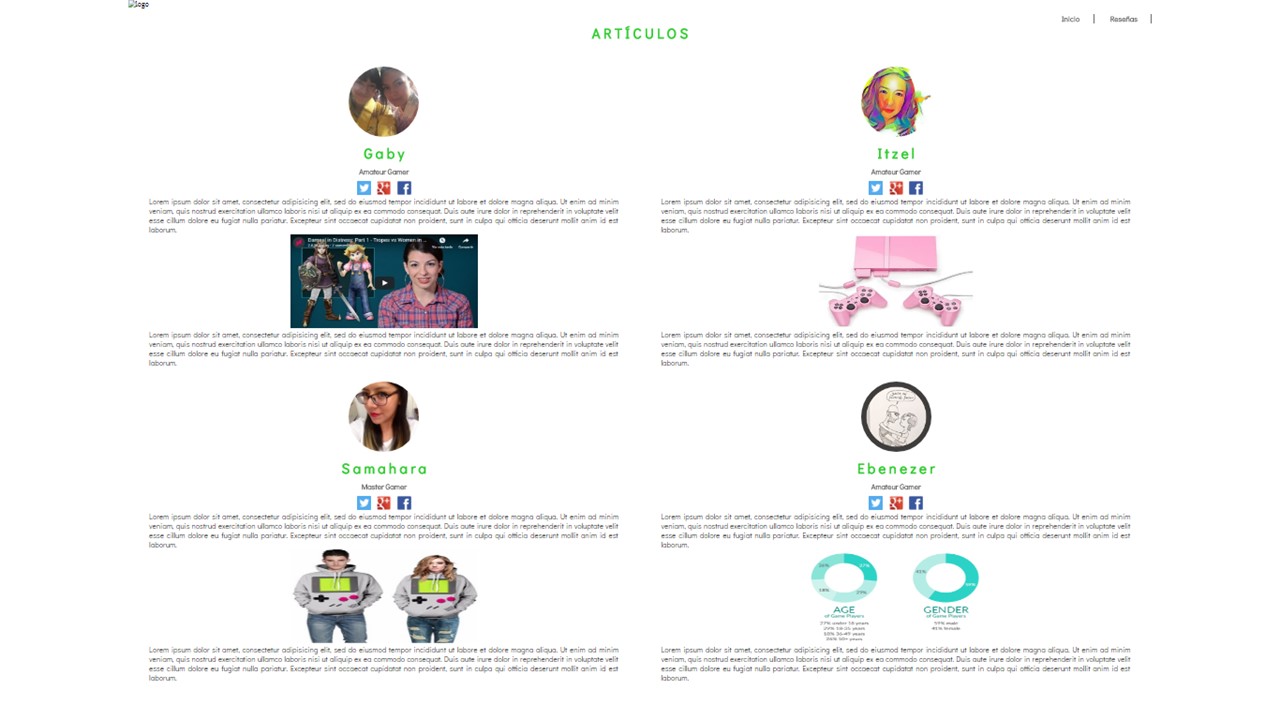 logo
Inicio | Reseñas |
ARTÍCULOS
Gaby
Amateur Gamer
Lorem ipsum dolor sit amet, consectetur adipisicing elit, sed do eiusmod tempor incididunt ut labore et dolore magna aliqua. Ut enim ad minim
veniam, quis nostrud exercitation ullamco laboris nisi ut aliquip ex ea commodo consequat. Duis aute irure dolor in reprehenderit in voluptate velit
esse cillum dolore eu fugiat nulla pariatur. Excepteur sint occaecat cupidatat non proident, sunt in culpa qui officia deserunt mollit anim id est
laborum.
Damsel in Distress: Part 1 - Tropes vs Women in ...
Lorem ipsum dolor sit amet, consectetur adipisicing elit, sed do eiusmod tempor incididunt ut labore et dolore magna aliqua. Ut enim ad minim
veniam, quis nostrud exercitation ullamco laboris nisi ut aliquip ex ea commodo consequat. Duis aute irure dolor in reprehenderit in voluptate velit
esse cillum dolore eu fugiat nulla pariatur. Excepteur sint occaecat cupidatat non proident, sunt in culpa qui officia deserunt mollit anim id est
laborum.
Itzel
Amateur Gamer
Lorem ipsum dolor sit amet, consectetur adipisicing elit, sed do eiusmod tempor incididunt ut labore et dolore magna aliqua. Ut enim ad minim
veniam, quis nostrud exercitation ullamco laboris nisi ut aliquip ex ea commodo consequat. Duis aute irure dolor in reprehenderit in voluptate velit
esse cillum dolore eu fugiat nulla pariatur. Excepteur sint occaecat cupidatat non proident, sunt in culpa qui officia deserunt mollit anim id est
laborum.
Lorem ipsum dolor sit amet, consectetur adipisicing elit, sed do eiusmod tempor incididunt ut labore et dolore magna aliqua. Ut enim ad minim
veniam, quis nostrud exercitation ullamco laboris nisi ut aliquip ex ea commodo consequat. Duis aute irure dolor in reprehenderit in voluptate velit
esse cillum dolore eu fugiat nulla pariatur. Excepteur sint occaecat cupidatat non proident, sunt in culpa qui officia deserunt mollit anim id est
laborum.
Samahara
Master Gamer
Lorem ipsum dolor sit amet, consectetur adipisicing elit, sed do eiusmod tempor incididunt ut labore et dolore magna aliqua. Ut enim ad minim
veniam, quis nostrud exercitation ullamco laboris nisi ut aliquip ex ea commodo consequat. Duis aute irure dolor in reprehenderit in voluptate velit
esse cillum dolore eu fugiat nulla pariatur. Excepteur sint occaecat cupidatat non proident, sunt in culpa qui officia deserunt mollit anim id est
laborum.
Lorem ipsum dolor sit amet, consectetur adipisicing elit, sed do eiusmod tempor incididunt ut labore et dolore magna aliqua. Ut enim ad minim
veniam, quis nostrud exercitation ullamco laboris nisi ut aliquip ex ea commodo consequat. Duis aute irure dolor in reprehenderit in voluptate velit
esse cillum dolore eu fugiat nulla pariatur. Excepteur sint occaecat cupidatat non proident, sunt in culpa qui officia deserunt mollit anim id est
laborum.
Ebenezer
Amateur Gamer
Lorem ipsum dolor sit amet, consectetur adipisicing elit, sed do eiusmod tempor incididunt ut labore et dolore magna aliqua. Ut enim ad minim
veniam, quis nostrud exercitation ullamco laboris nisi ut aliquip ex ea commodo consequat. Duis aute irure dolor in reprehenderit in voluptate velit
esse cillum dolore eu fugiat nulla pariatur. Excepteur sint occaecat cupidatat non proident, sunt in culpa qui officia deserunt mollit anim id est
laborum.
AGE
of Game Players
27% under 18 years
29% 18-35 years
18% 36-49 years
26% 50+ years
GENDER
of Game Players
59% male
41% female
Lorem ipsum dolor sit amet, consectetur adipisicing elit, sed do eiusmod tempor incididunt ut labore et dolore magna aliqua. Ut enim ad minim
veniam, quis nostrud exercitation ullamco laboris nisi ut aliquip ex ea commodo consequat. Duis aute irure dolor in reprehenderit in voluptate velit
esse cillum dolore eu fugiat nulla pariatur. Excepteur sint occaecat cupidatat non proident, sunt in culpa qui officia deserunt mollit anim id est
laborum.